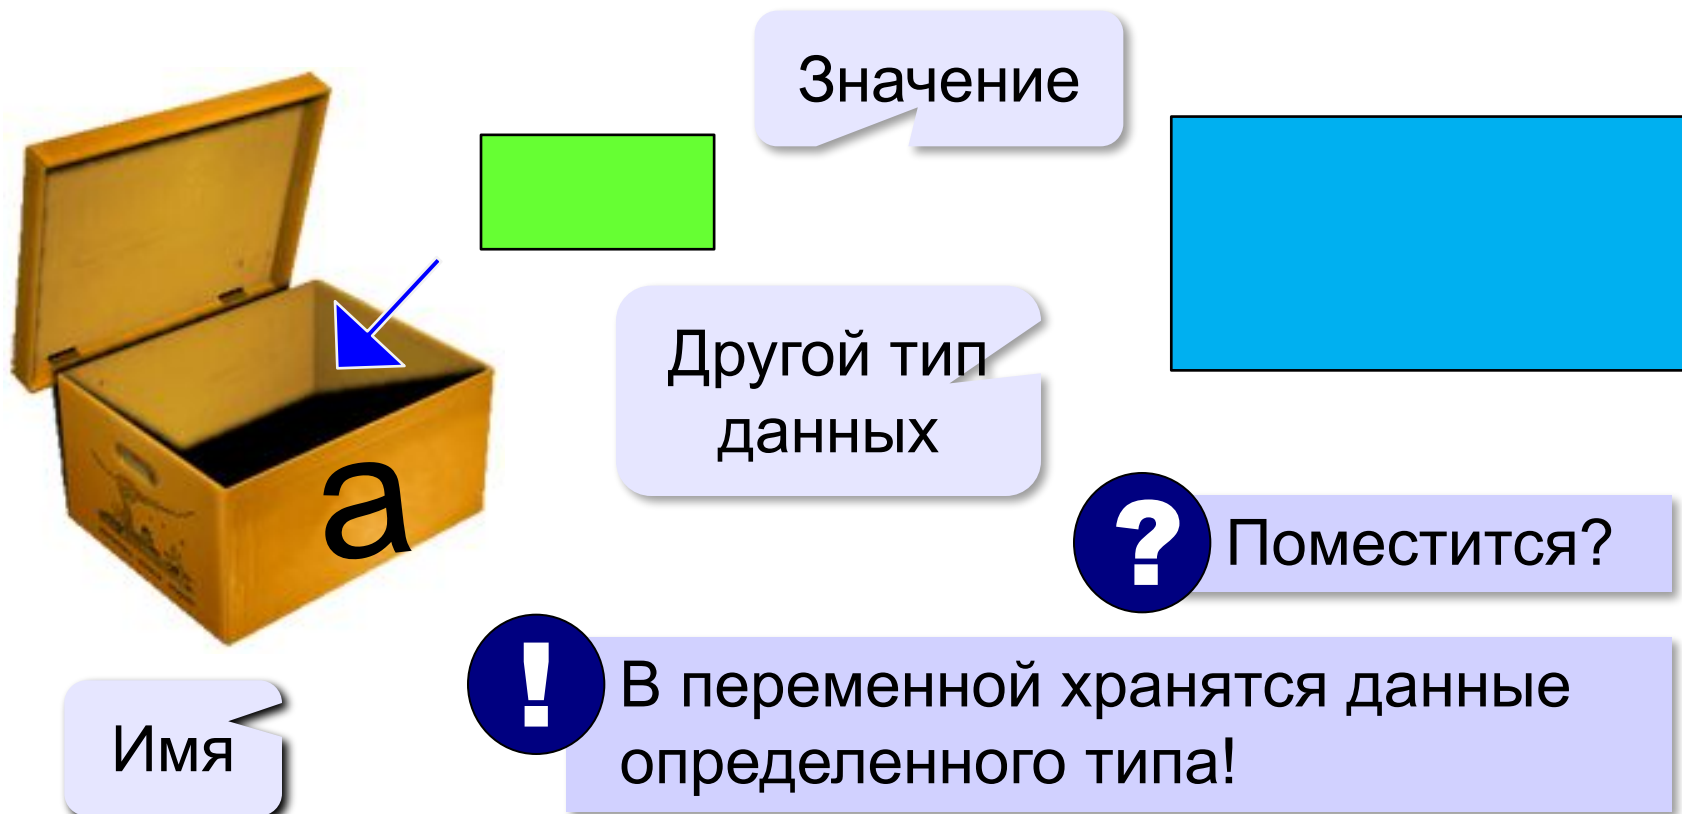 Значение
Другой тип
данных
a
? Поместится?
! В переменной хранятся данные
определенного типа!
Имя